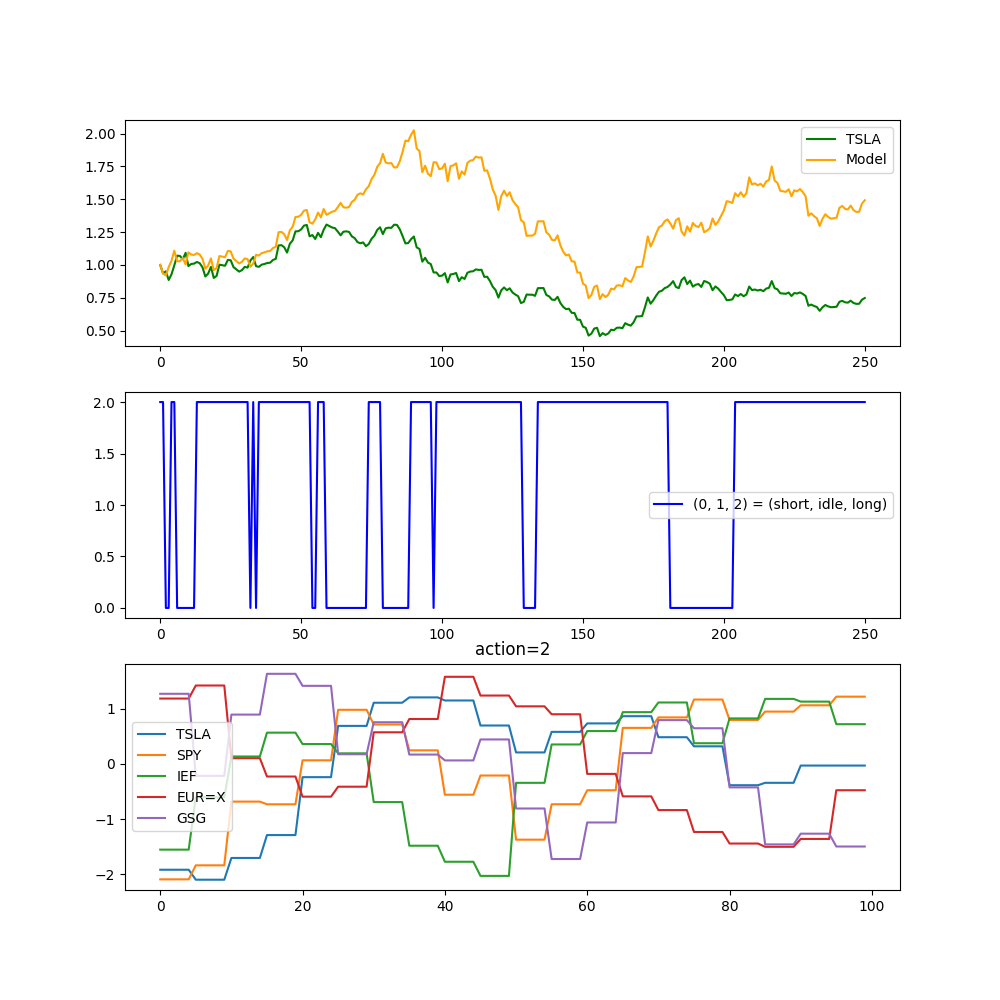 2.00
1.75
1.50
1.25
1.00
0.75
0.50
TSLA
Model
0 50 100 150 200 250
2.0
1.5
1.0
0.5
0.0
(0, 1, 2) = (short, idle, long)
0 50 100 150 200 250
action=2
1
0
−1
−2
TSLA
SPY
IEF
EUR=X
GSG
0 20 40 60 80 100